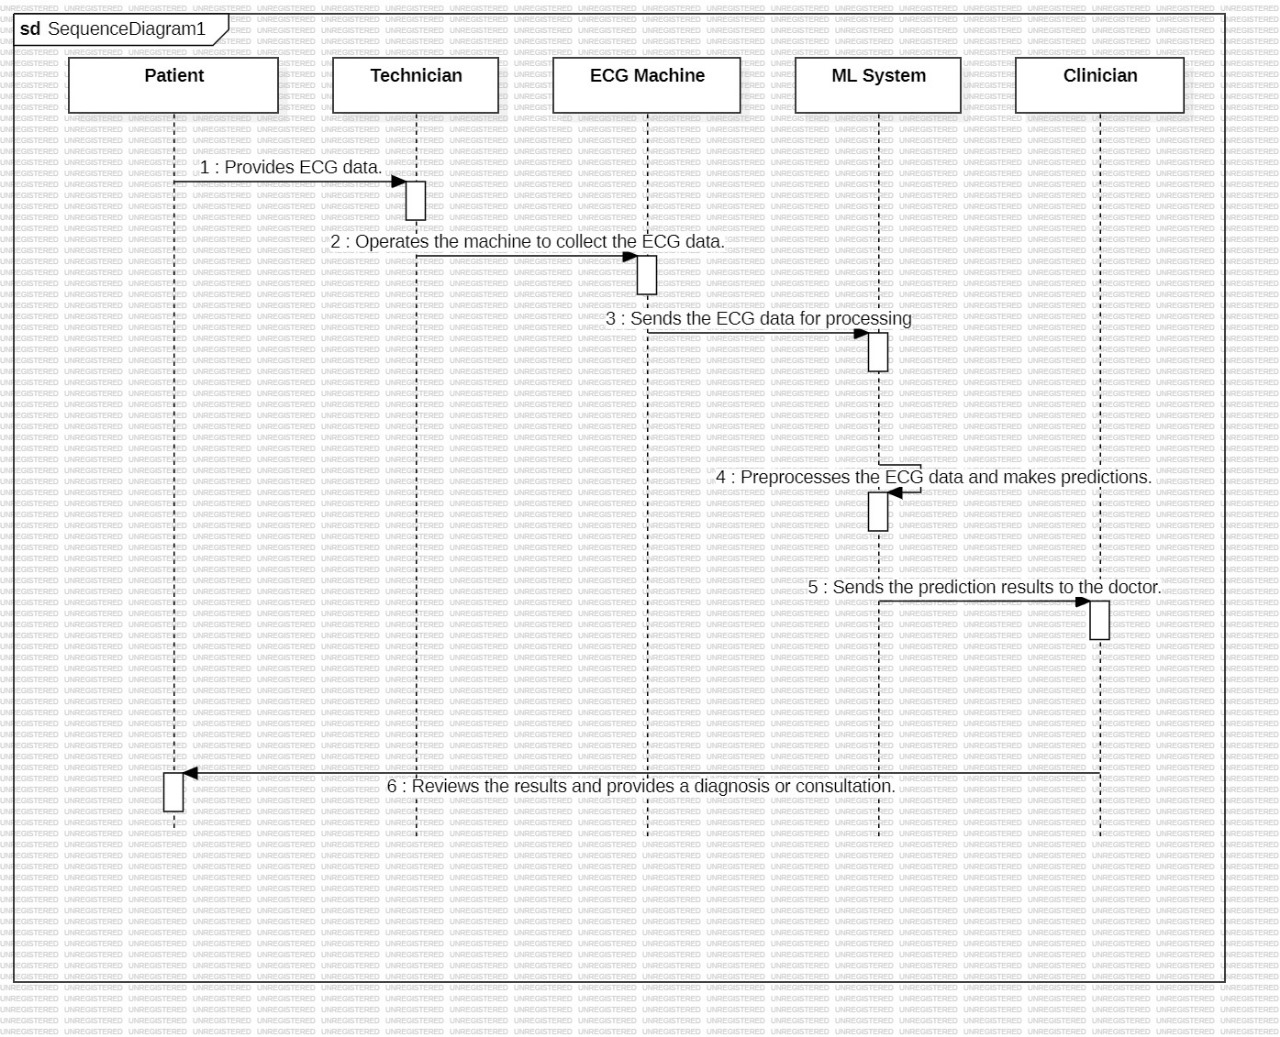 sd SequenceDiagram1
Patient
Technician
ECG Machine
ML System
Clinician
1 : Provides ECG data.
2 : Operates the machine to collect the ECG data.
3 : Sends the ECG data for processing
4 : Preprocesses the ECG data and makes predictions.
5 : Sends the prediction results to the doctor.
6 : Reviews the results and provides a diagnosis or consultation.
UNREGISTERED